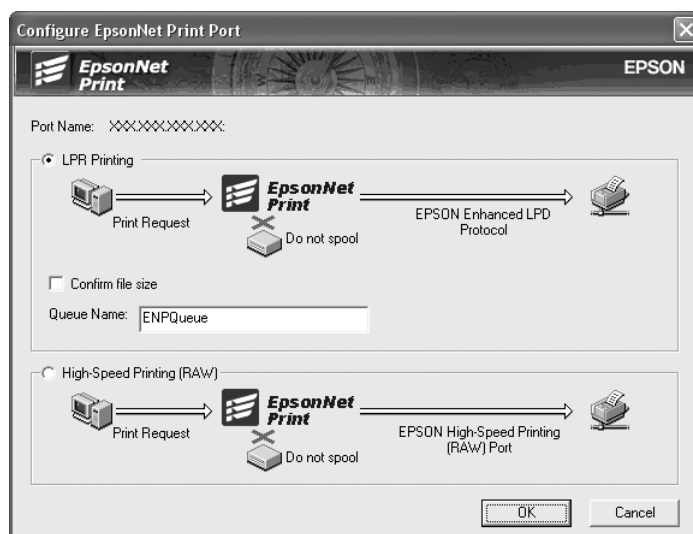 Configure EpsonNet Print Port
EpsonNet
Print
EPSON
Port Name: XXX.XXX.XXX.XXX:
LPR Printing
Print Request
EpsonNet
Print
Do not spool
EPSON Enhanced LPD
Protocol
Confirm file size
Queue Name: ENPQueue
High-Speed Printing (RAW)
Print Request
EpsonNet
Print
Do not spool
EPSON High-Speed Printing
(RAW) Port
OK
Cancel